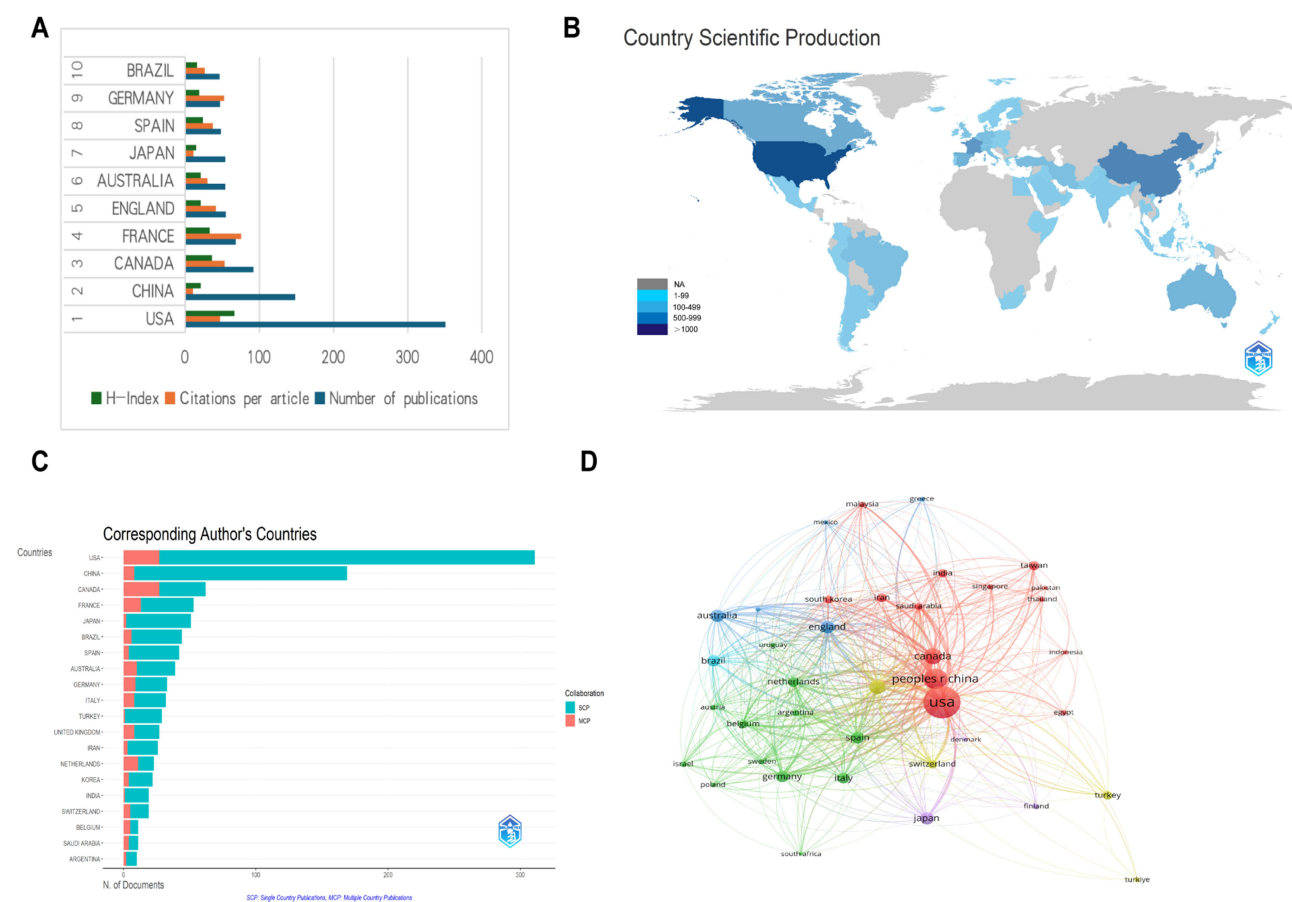 A
10 BRAZIL
9 GERMANY
8 SPAIN
7 JAPAN
6 AUSTRALIA
5 ENGLAND
4 FRANCE
3 CANADA
2 CHINA
1 USA
0 100 200 300 400
H-Index Citations per article Number of publications
B
Country Scientific Production
NA
1-99
100-499
500-999
>1000
C
Corresponding Author's Countries
Countries
USA
CHINA
CANADA
FRANCE
JAPAN
BRAZIL
SPAIN
AUSTRALIA
GERMANY
ITALY
TURKEY
UNITED KINGDOM
IRAN
NETHERLANDS
KOREA
INDIA
SWITZERLAND
BELGIUM
SAUDI ARABIA
ARGENTINA
0 100 200 300
N. of Documents
Collaboration
SCP
MCP
SCP: Single Country Publications, MCP: Multiple Country Publications
D
malaysia
greece
mexico
taiwan
india
singapore
pakistan
south korea
iran
thailand
saudi arabia
australia
england
uruguay
indonesia
canada
brazil
peoples r china
netherlands
usa
austria
argentina
egypt
belgium
spain
denmark
israel
sweden
switzerland
germany
italy
poland
turkey
finland
japan
south africa
turkiye